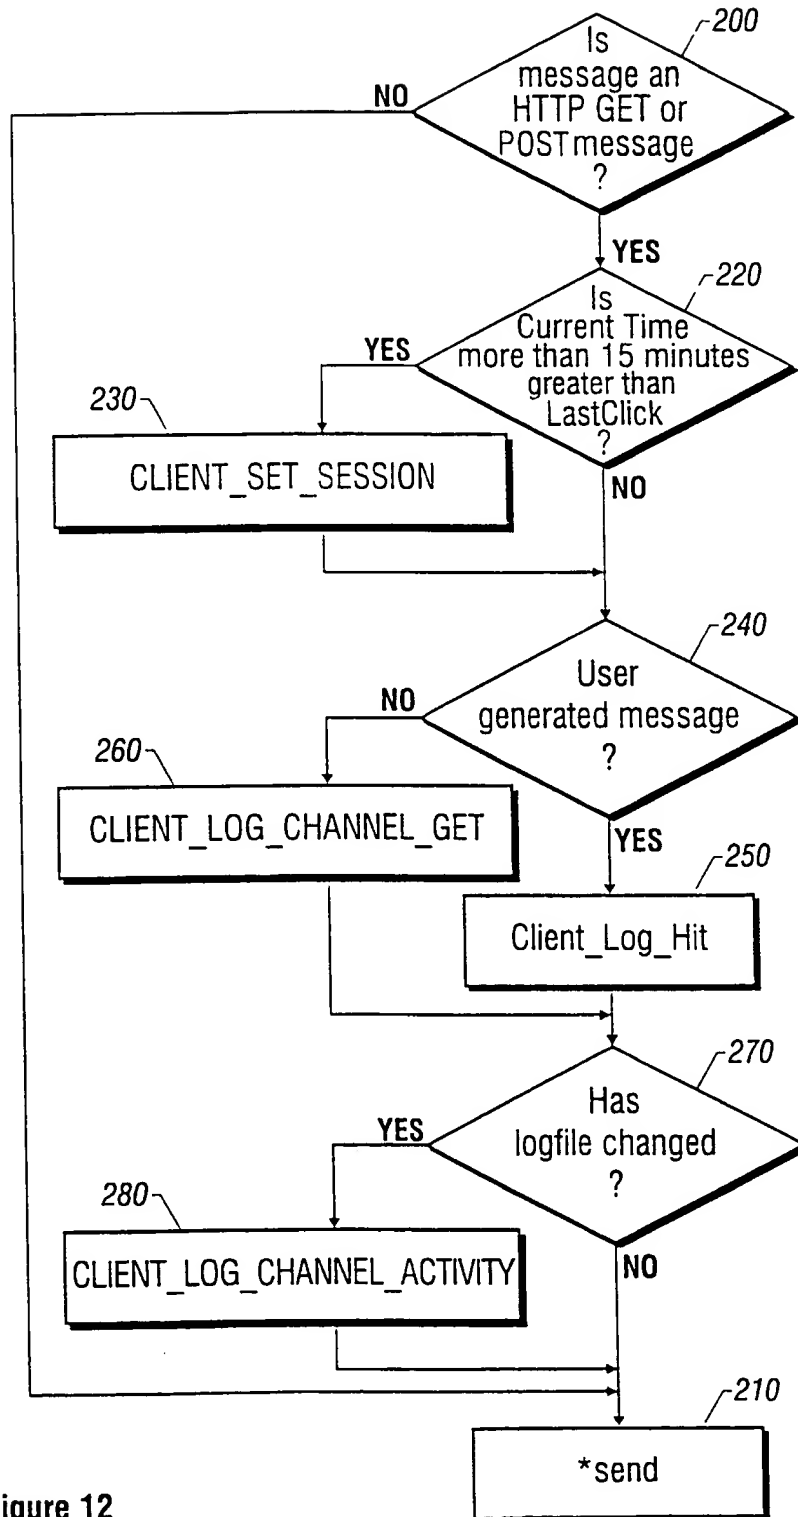 200
Is
message an
HTTP GET or
POST message
?
NO
YES
220
Is
Current Time
more than 15 minutes
greater than
LastClick
?
YES
NO
230
CLIENT_SET_SESSION
240
User
generated message
?
NO
YES
260
CLIENT_LOG_CHANNEL_GET
250
Client_Log_Hit
270
Has
logfile changed
?
YES
NO
280
CLIENT_LOG_CHANNEL_ACTIVITY
210
*send
igure 12